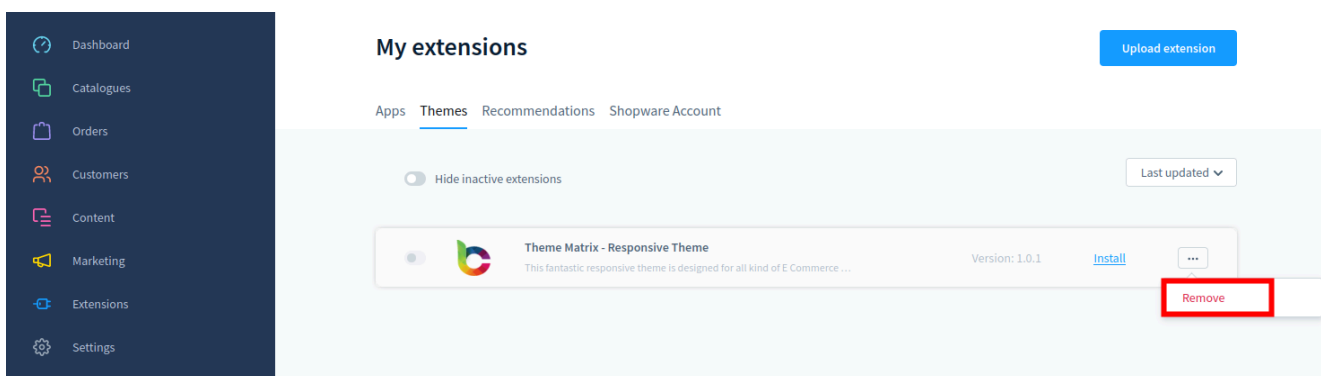 Dashboard
Catalogues
Orders
Customers
Content
Marketing
Extensions
Settings
My extensions
Upload extension
Apps Themes Recommendations Shopware Account
Hide inactive extensions
Last updated
Theme Matrix - Responsive Theme
This fantastic responsive theme is designed for all kind of E Commerce ...
Version: 1.0.1
Install
Remove